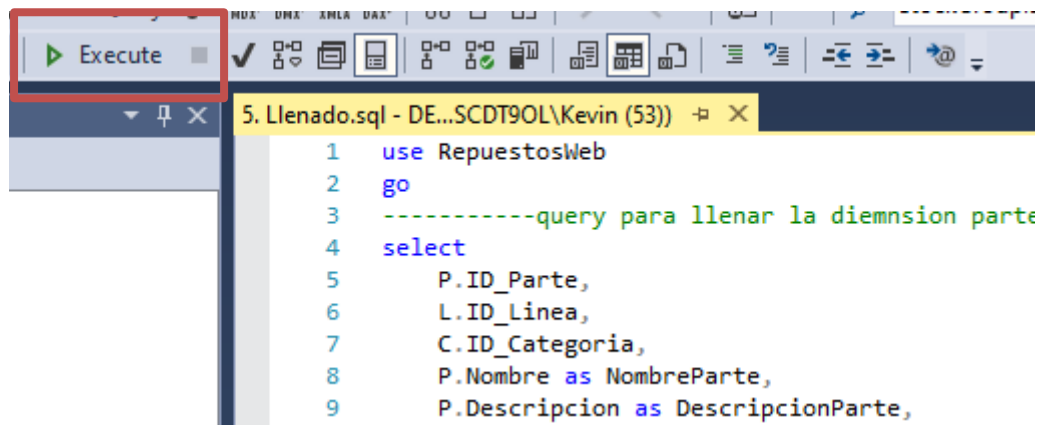 MDX DMX XMLA DAX
Execute
5. Llenado.sql - DE...SCDT9OL\Kevin (53))
1 use RepuestosWeb
2 go
3 -----------query para llenar la diemnsion parte
4 select
5 P.ID_Parte,
6 L.ID_Linea,
7 C.ID_Categoria,
8 P.Nombre as NombreParte,
9 P.Descripcion as DescripcionParte,